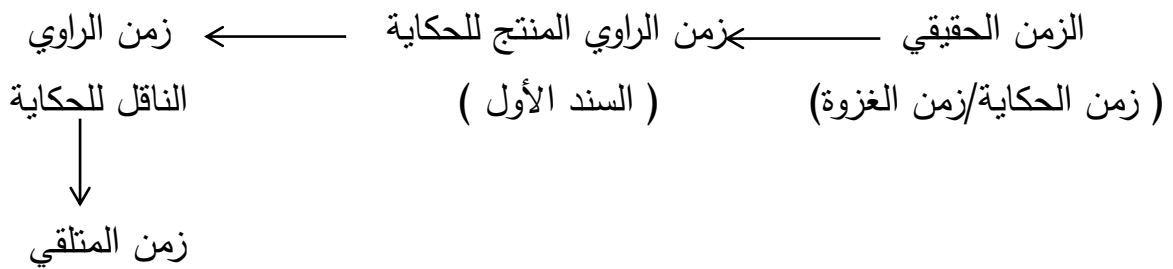 الزمن الحقيقي زمن الراوي المنتج للحكاية زمن الراوي
( زمن الحكاية/زمن الغزوة) ( السند الأول ) الناقل للحكاية
زمن المتلقي